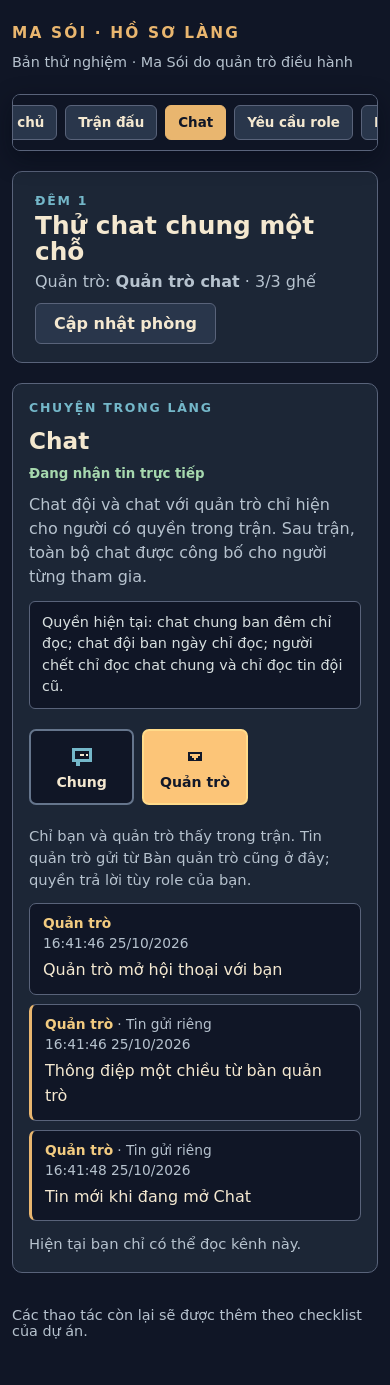 MA SÓI · HỒ SƠ LÀNG
Bản thử nghiệm · Ma Sói do quản trò điều hành
chủ
Trận đấu
Chat
Yêu cầu role
ĐÊM 1
Thử chat chung một
chỗ
Quản trò: Quản trò chat · 3/3 ghế
Cập nhật phòng
CHUYỆN TRONG LÀNG
Chat
Đang nhận tin trực tiếp
Chat đội và chat với quản trò chỉ hiện
cho người có quyền trong trận. Sau trận,
toàn bộ chat được công bố cho người
từng tham gia.
Quyền hiện tại: chat chung ban đêm chỉ
đọc; chat đội ban ngày chỉ đọc; người
chết chỉ đọc chat chung và chỉ đọc tin đội
cũ.
Chung
Quản trò
Chỉ bạn và quản trò thấy trong trận. Tin
quản trò gửi từ Bàn quản trò cũng ở đây;
quyền trả lời tùy role của bạn.
Quản trò
16:41:46 25/10/2026
Quản trò mở hội thoại với bạn
Quản trò · Tin gửi riêng
16:41:46 25/10/2026
Thông điệp một chiều từ bàn quản
trò
Quản trò · Tin gửi riêng
16:41:48 25/10/2026
Tin mới khi đang mở Chat
Hiện tại bạn chỉ có thể đọc kênh này.
Các thao tác còn lại sẽ được thêm theo checklist
của dự án.